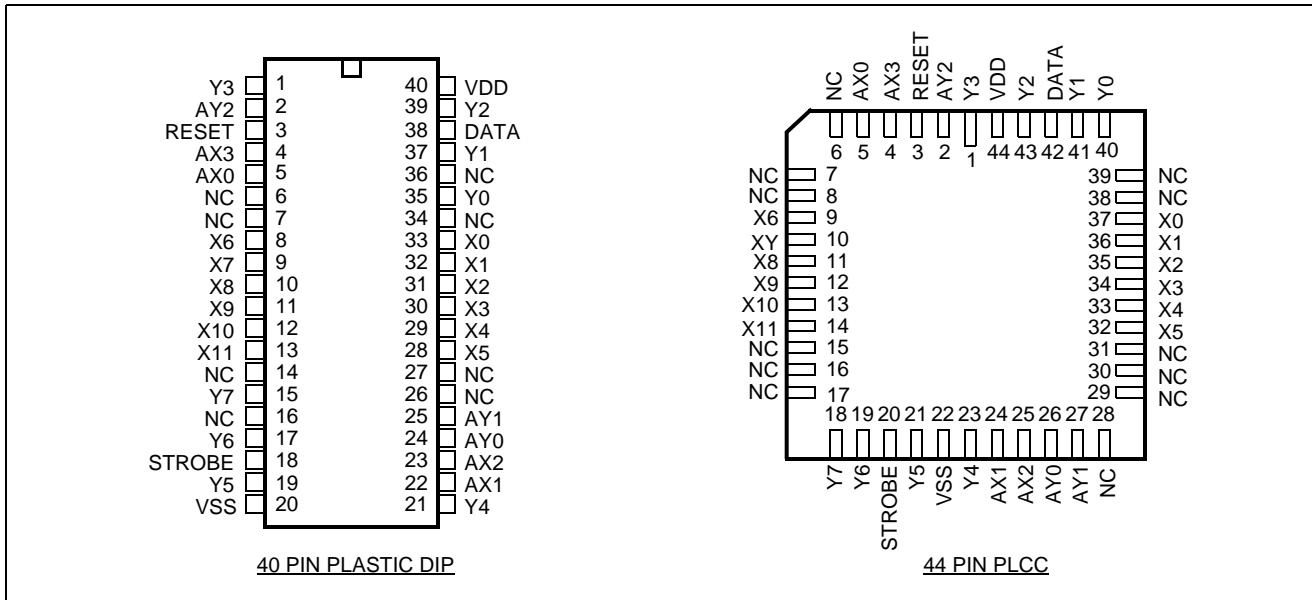 Y3 1 40 VDD
AY2 2 39 Y2
RESET 3 38 DATA
AX3 4 37 Y1
AX0 5 36 NC
NC 6 35 Y0
NC 7 34 NC
X6 8 33 X0
X7 9 32 X1
X8 10 31 X2
X9 11 30 X3
X10 12 29 X4
X11 13 28 X5
NC 14 27 NC
Y7 15 26 NC
NC 16 25 AY1
Y6 17 24 AY0
STROBE 18 23 AX2
Y5 19 22 AX1
VSS 20 21 Y4
40 PIN PLASTIC DIP
NC AX0 AX3 RESET AY2 Y3 VDD Y2 DATA Y1 Y0
6 5 4 3 2 1 44 43 42 41 40
NC 7 39 NC
NC 8 38 NC
X6 9 37 X0
XY 10 36 X1
X8 11 35 X2
X9 12 34 X3
X10 13 33 X4
X11 14 32 X5
NC 15 31 NC
NC 16 30 NC
NC 17 29 NC
18 19 20 21 22 23 24 25 26 27 28
Y7 Y6 STROBE Y5 VSS Y4 AX1 AX2 AY0 AY1 NC
44 PIN PLCC